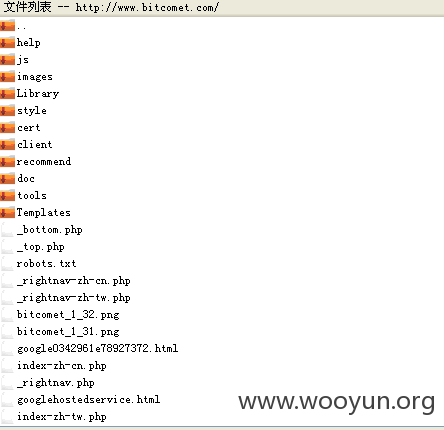 文件列表 -- http://www.bitcomet.com/
..
help
js
images
Library
style
cert
client
recommend
doc
tools
Templates
_bottom.php
_top.php
robots.txt
_rightnav-zh-cn.php
_rightnav-zh-tw.php
bitcomet_1_32.png
bitcomet_1_31.png
google0342961e78927372.html
index-zh-cn.php
_rightnav.php
googlehostedservice.html
index-zh-tw.php
www.wooyun.org